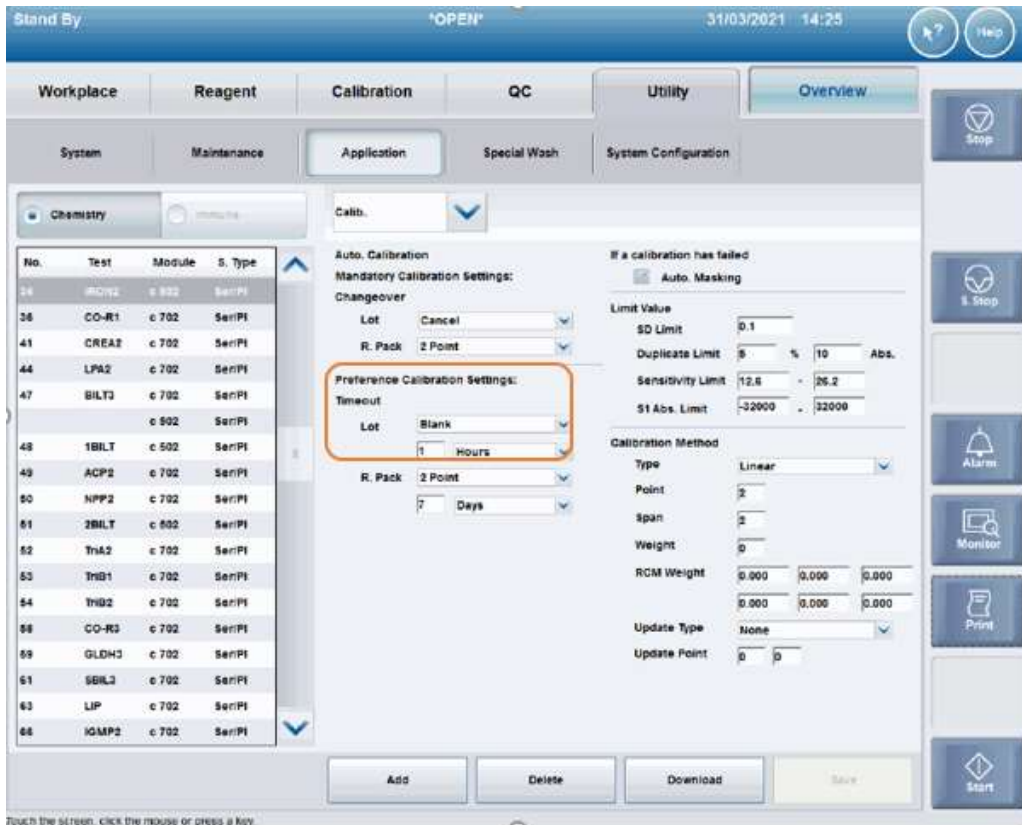 Stand By *OPEN* 31/03/2021 14:25
? Help
Workplace Reagent Calibration QC Utility Overview
Stop
System Maintenance Application Special Wash System Configuration
Chemistry Calib.
No. Test Module S. Type
IRON2 c 502 Ser/Pl
36 CO-R1 c 702 Ser/Pl
41 CREA2 c 702 Ser/Pl
44 LPA2 c 702 Ser/Pl
47 BILT3 c 702 Ser/Pl
c 502 Ser/Pl
48 1BILT c 502 Ser/Pl
49 ACP2 c 702 Ser/Pl
50 NPP2 c 702 Ser/Pl
51 2BILT c 502 Ser/Pl
52 TriA2 c 702 Ser/Pl
53 TriB1 c 702 Ser/Pl
54 TriB2 c 702 Ser/Pl
58 CO-R3 c 702 Ser/Pl
59 GLDH3 c 702 Ser/Pl
61 SBIL3 c 702 Ser/Pl
63 LIP c 702 Ser/Pl
66 IGMP2 c 702 Ser/Pl
Auto. Calibration
Mandatory Calibration Settings:
Changeover
Lot Cancel
R. Pack 2 Point
Preference Calibration Settings:
Timeout
Lot Blank
1 Hours
R. Pack 2 Point
7 Days
If a calibration has failed
Auto. Masking
Limit Value
SD Limit 0.1
Duplicate Limit 5 % 10 Abs.
Sensitivity Limit 12.6 - 26.2
S1 Abs. Limit -32000 - 32000
Calibration Method
Type Linear
Point 2
Span 2
Weight 0
RCM Weight 0.000 0.000 0.000
0.000 0.000 0.000
Update Type None
Update Point 0 0
S. Stop
Alarm
Monitor
Print
Start
Add Delete Download Save
Touch the screen, click the mouse or press a key.